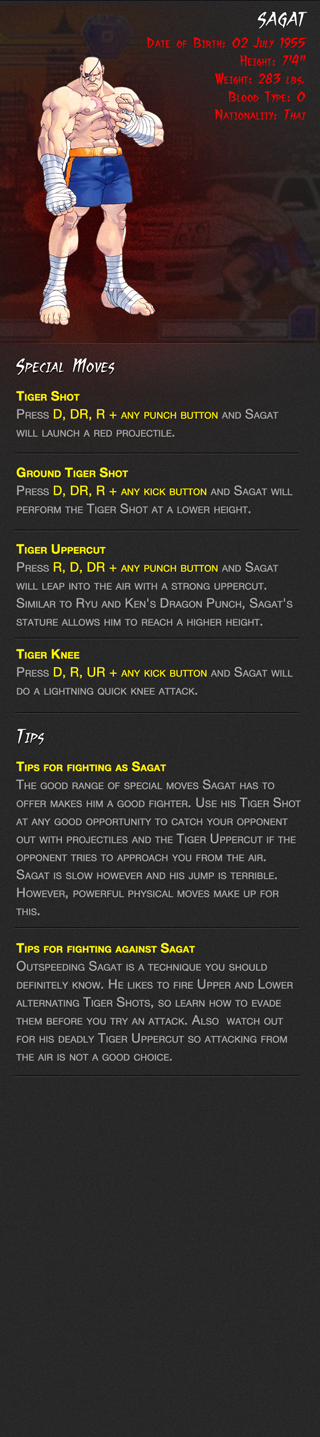 Sagat
Date of Birth: 02 July 1955
Height: 7'4"
Weight: 283 lbs.
Blood Type: O
Nationality: Thai
Special Moves
Tiger Shot
Press D, DR, R + any punch button and Sagat
will launch a red projectile.
Ground Tiger Shot
Press D, DR, R + any kick button and Sagat will
perform the Tiger Shot at a lower height.
Tiger Uppercut
Press R, D, DR + any punch button and Sagat
will leap into the air with a strong uppercut.
Similar to Ryu and Ken's Dragon Punch, Sagat's
stature allows him to reach a higher height.
Tiger Knee
Press D, R, UR + any kick button and Sagat will
do a lightning quick knee attack.
Tips
Tips for fighting as Sagat
The good range of special moves Sagat has to
offer makes him a good fighter. Use his Tiger Shot
at any good opportunity to catch your opponent
out with projectiles and the Tiger Uppercut if the
opponent tries to approach you from the air.
Sagat is slow however and his jump is terrible.
However, powerful physical moves make up for
this.
Tips for fighting against Sagat
Outspeeding Sagat is a technique you should
definitely know. He likes to fire Upper and Lower
alternating Tiger Shots, so learn how to evade
them before you try an attack. Also  watch out
for his deadly Tiger Uppercut so attacking from
the air is not a good choice.